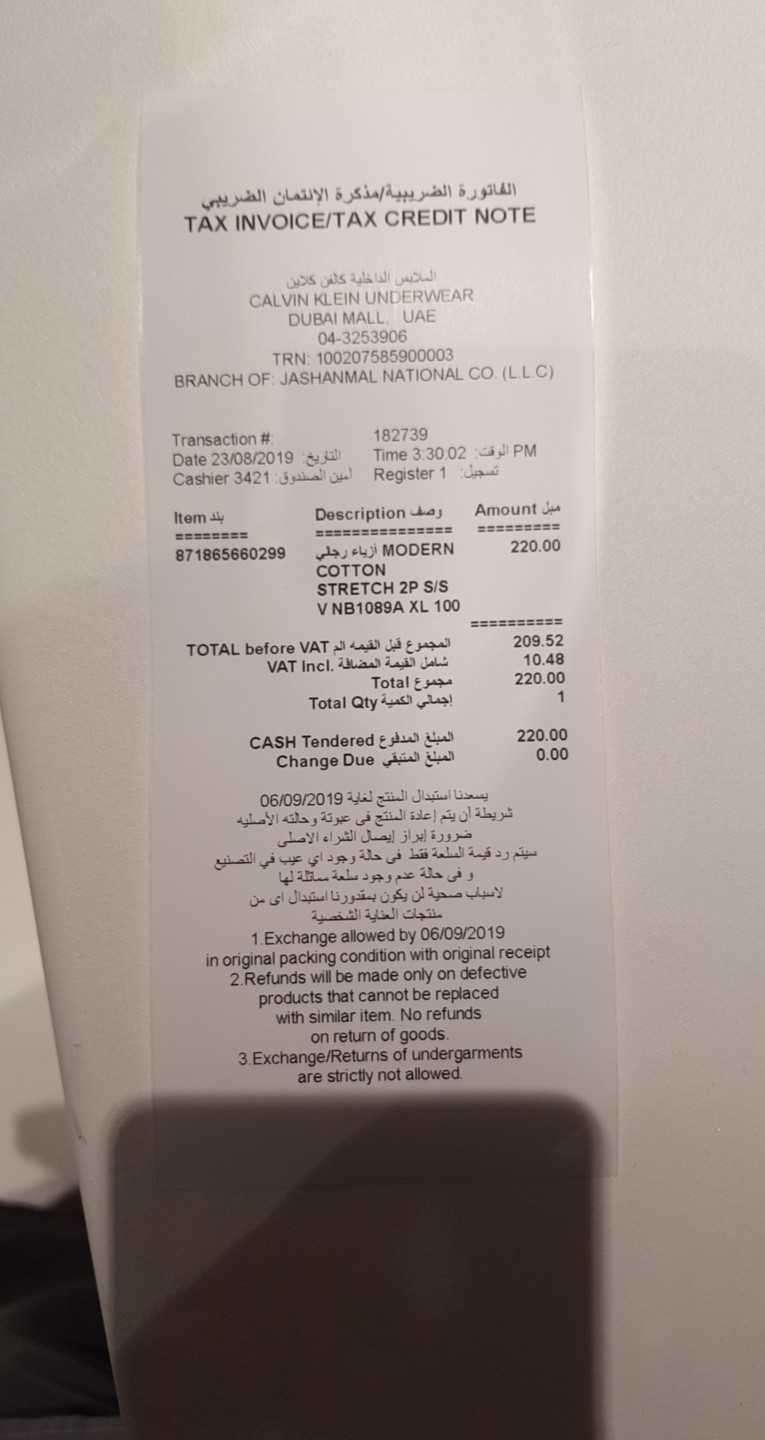 الفاتورة الضريبية/مذكرة الإئتمان الضريبي
TAX INVOICE/TAX CREDIT NOTE
الملابس الداخلية كالفن كلاين
CALVIN KLEIN UNDERWEAR
DUBAI MALL, UAE
04-3253906
TRN: 100207585900003
BRANCH OF: JASHANMAL NATIONAL CO. (L.L.C)
Transaction #: 182739
Date 23/08/2019 التاريخ: Time 3:30:02 الوقت: PM
Cashier 3421 أمين الصندوق: Register 1 تسجيل:
Item بند Description وصف Amount مبل
======== =============== =========
871865660299 أزياء رجالي MODERN 220.00
COTTON
STRETCH 2P S/S
V NB1089A XL 100
==========
TOTAL before VAT المجموع قبل القيمه الم 209.52
VAT Incl. شامل القيمة المضافة 10.48
Total مجموع 220.00
Total Qty إجمالي الكمية 1
CASH Tendered المبلغ المدفوع 220.00
Change Due المبلغ المتبقي 0.00
يسعدنا استبدال المنتج لغاية 06/09/2019
شريطة أن يتم إعادة المنتج فى عبوتة وحالته الأصليه
ضرورة إبراز إيصال الشراء الاصلى
سيتم رد قيمة السلعة فقط فى حالة وجود اي عيب في التصنيع
و فى حالة عدم وجود سلعة مماثلة لها
لاسباب صحية لن يكون بمقدورنا استبدال اى من
منتجات العناية الشخصية
1.Exchange allowed by 06/09/2019
in original packing condition with original receipt
2.Refunds will be made only on defective
products that cannot be replaced
with similar item. No refunds
on return of goods.
3.Exchange/Returns of undergarments
are strictly not allowed.